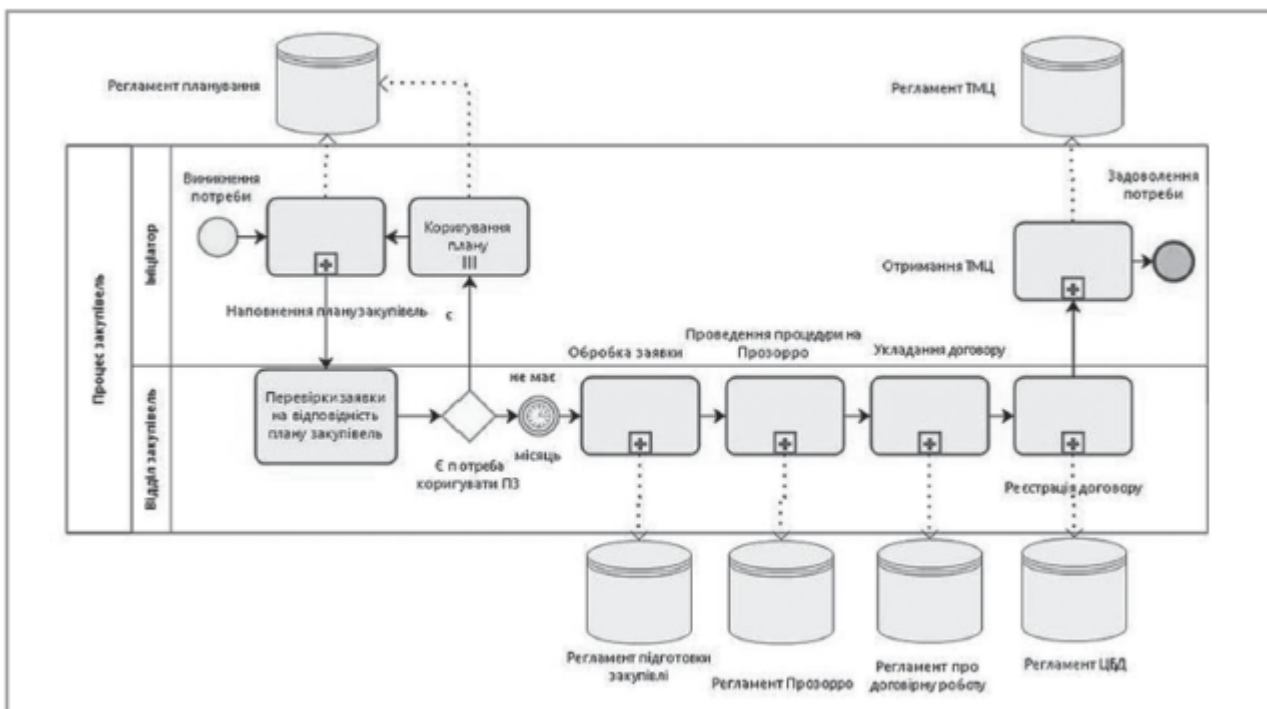 Регламент планування
Регламент ТМЦ
Процес закупівель
Ініціатор
Виникнення
потреби
Коригування
плану
Задоволення
потреби
Отримання ТМЦ
Наповнення плану закупівель
є
Відділ закупівель
Перевірки заявки
на відповідність
плану закупівель
Є потреба
коригувати ПЗ
не має
місяць
Обробка заявки
Проведення процедри на
Прозорро
Укладання договору
Реєстрація договору
Регламент підготовки
закупівлі
Регламент Прозорро
Регламент про
договірну роботу
Регламент ЦБД